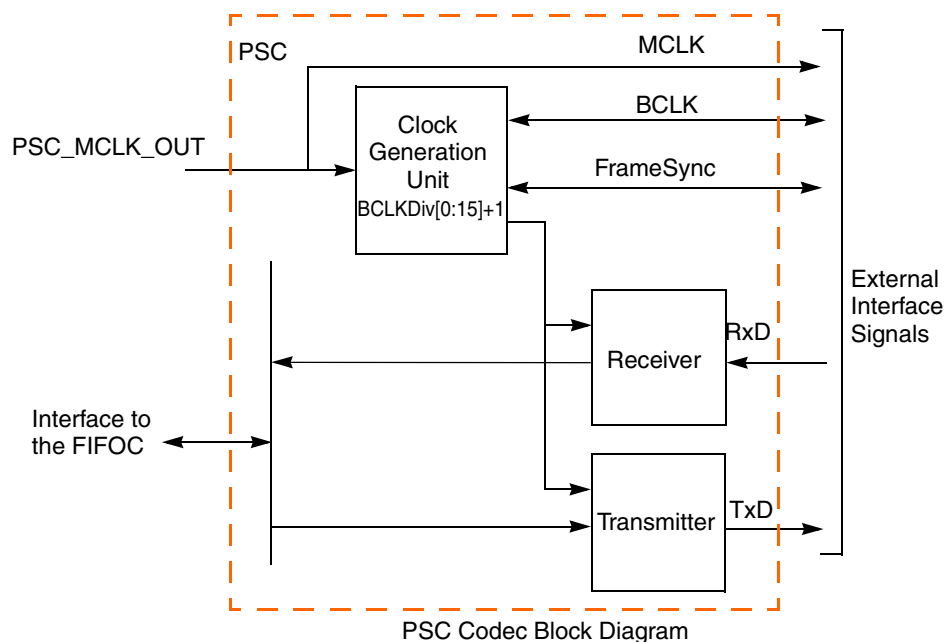 PSC
MCLK
BCLK
PSC_MCLK_OUT
Clock
Generation
Unit
BCLKDiv[0:15]+1
FrameSync
External
Interface
Signals
RxD
Receiver
Interface to
the FIFOC
TxD
Transmitter
PSC Codec Block Diagram